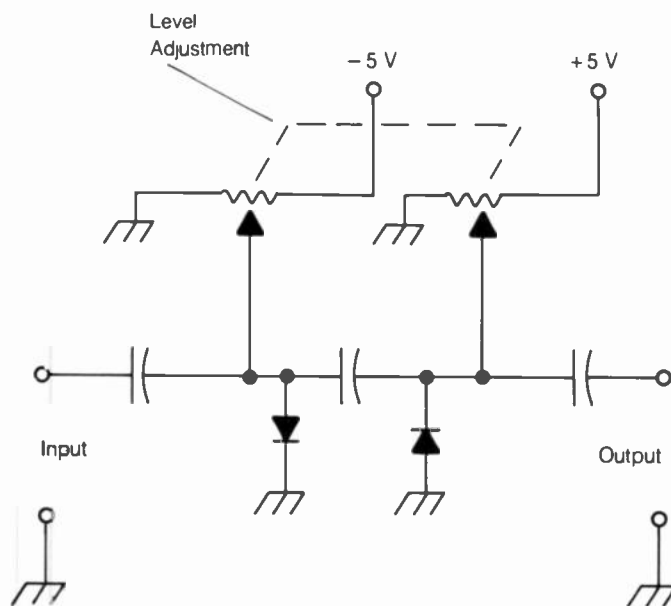 Level
Adjustment
– 5 V
+5 V
Input
Output